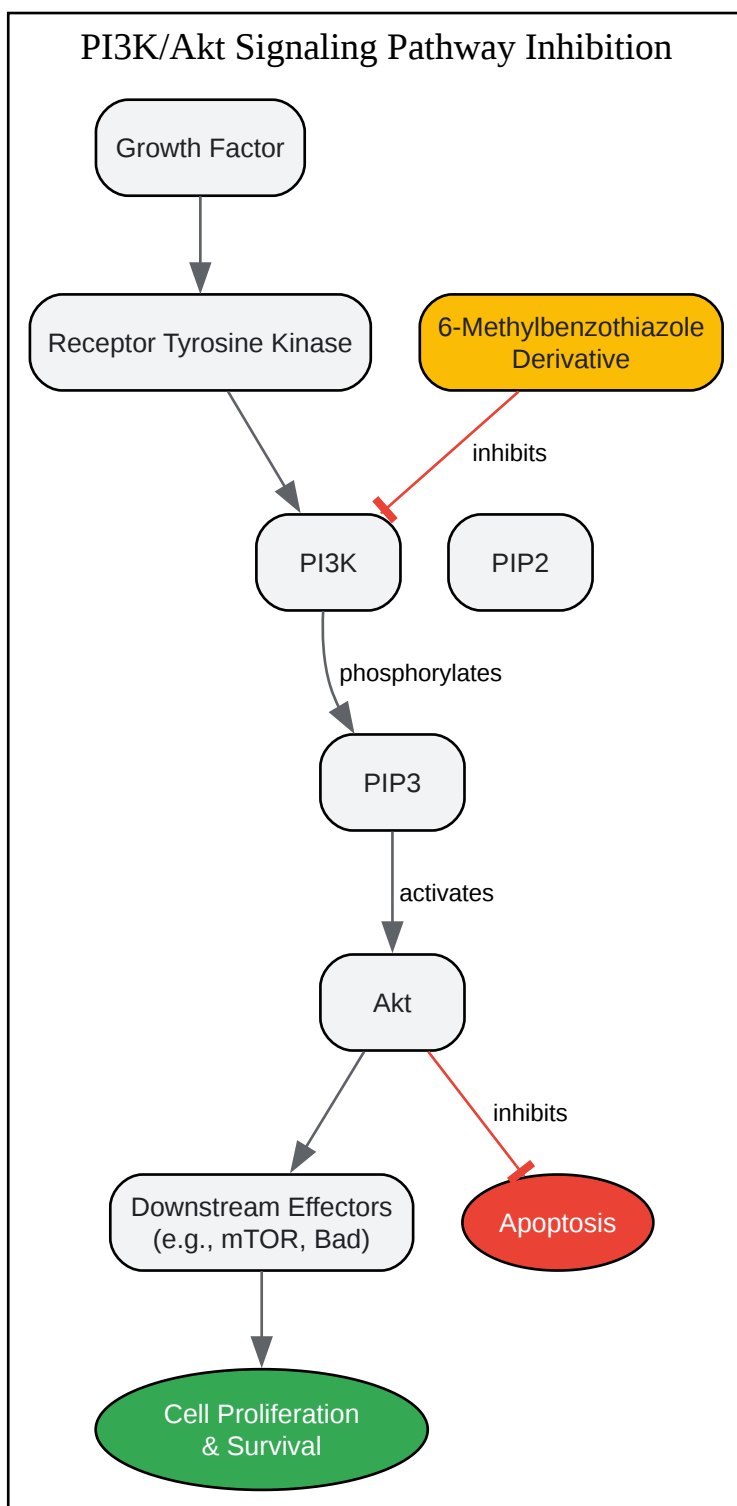 PI3K/Akt Signaling Pathway Inhibition
Growth Factor
Receptor Tyrosine Kinase
6-Methylbenzothiazole
Derivative
inhibits
PI3K
PIP2
phosphorylates
PIP3
activates
Akt
inhibits
Downstream Effectors
(e.g., mTOR, Bad)
Apoptosis
Cell Proliferation
& Survival